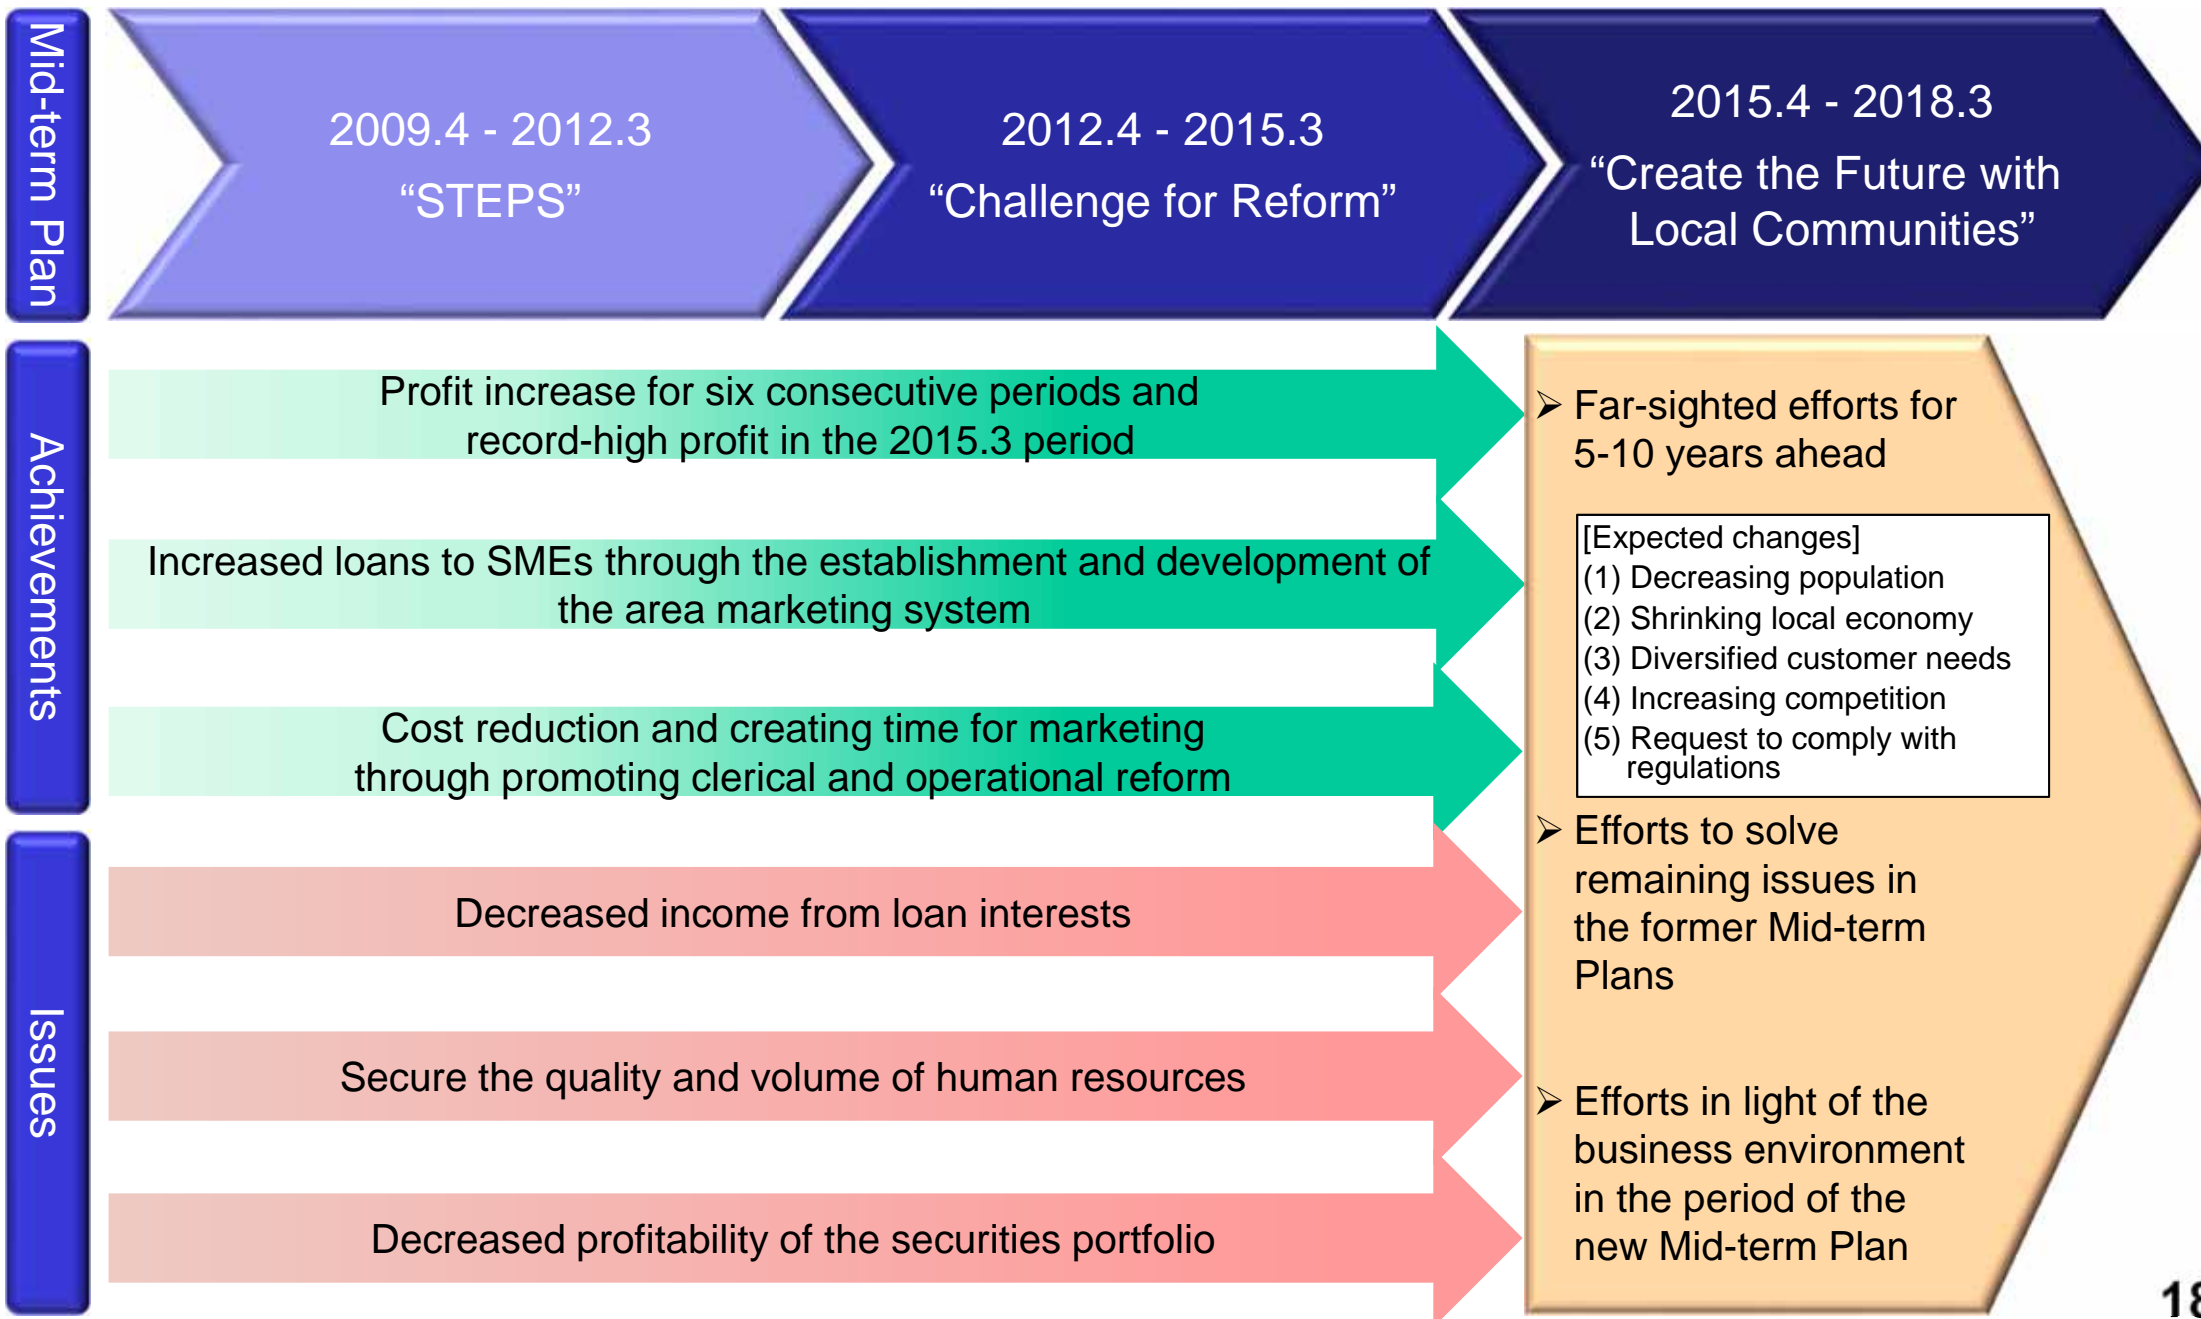 Mid-term Plan
2009.4 - 2012.3
“STEPS”
2012.4 - 2015.3
“Challenge for Reform”
2015.4 - 2018.3
“Create the Future with
Local Communities”
Achievements
Profit increase for six consecutive periods and
record-high profit in the 2015.3 period
Increased loans to SMEs through the establishment and development of
the area marketing system
Cost reduction and creating time for marketing
through promoting clerical and operational reform
Issues
Decreased income from loan interests
Secure the quality and volume of human resources
Decreased profitability of the securities portfolio
➢ Far-sighted efforts for
5-10 years ahead
[Expected changes]
(1) Decreasing population
(2) Shrinking local economy
(3) Diversified customer needs
(4) Increasing competition
(5) Request to comply with
regulations
➢ Efforts to solve
remaining issues in
the former Mid-term
Plans
➢ Efforts in light of the
business environment
in the period of the
new Mid-term Plan
18